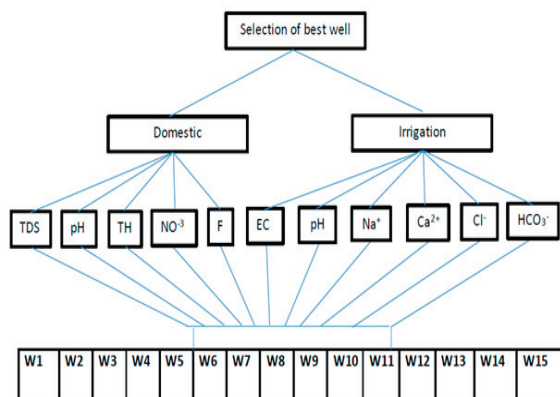 Selection of best well
Domestic Irrigation
TDS pH TH NO⁻³ F EC pH Na⁺ Ca²⁺ Cl⁻ HCO₃⁻
W1 W2 W3 W4 W5 W6 W7 W8 W9 W10 W11 W12 W13 W14 W15